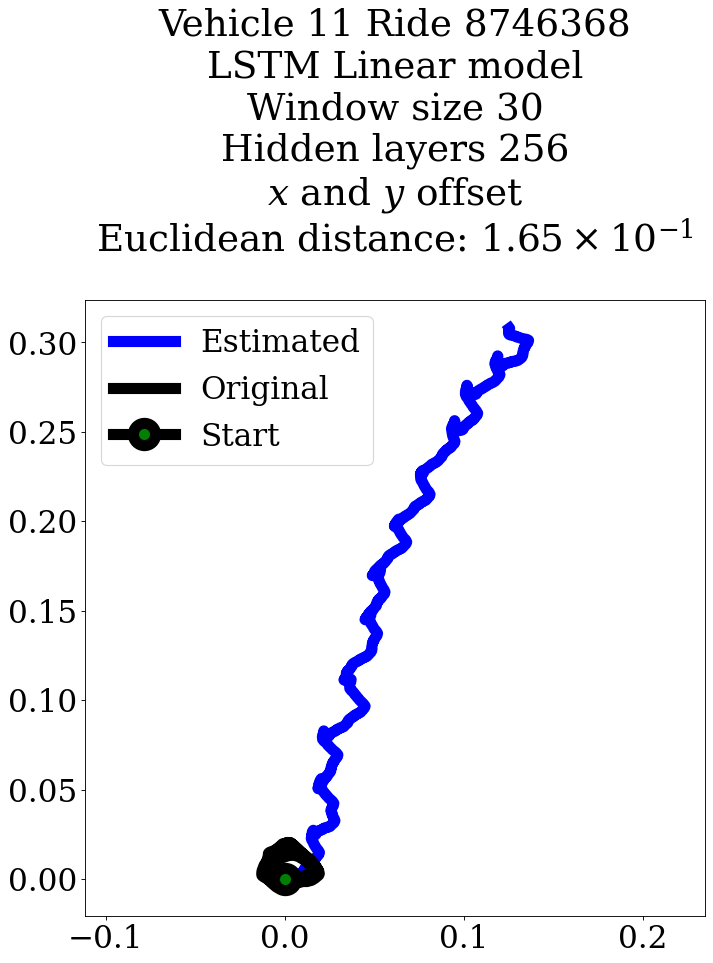 Vehicle 11 Ride 8746368
LSTM Linear model
Window size 30
Hidden layers 256
x and y offset
Euclidean distance: 1.65 × 10⁻¹
Estimated
Original
Start
0.30
0.25
0.20
0.15
0.10
0.05
0.00
−0.1 0.0 0.1 0.2